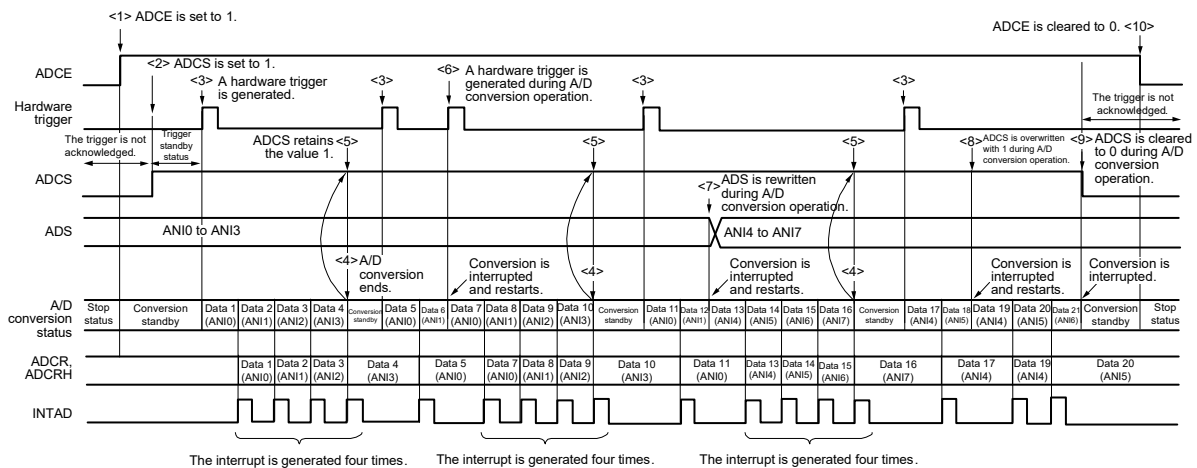 <1> ADCE is set to 1.
ADCE is cleared to 0. <10>
ADCE
<2> ADCS is set to 1.
<3> A hardware trigger
is generated.
<3>
<6> A hardware trigger is
generated during A/D
conversion operation.
<3>
<3>
The trigger is not
acknowledged.
Hardware
trigger
The trigger is not
acknowledged.
Trigger
standby
status
ADCS retains
the value 1.
<5>
<5>
<5>
<8> ADCS is overwritten
with 1 during A/D
conversion operation.
<9> ADCS is cleared
to 0 during A/D
conversion
operation.
ADCS
<7> ADS is rewritten
during A/D
conversion operation.
ADS
ANI0 to ANI3
ANI4 to ANI7
<4> A/D
conversion
ends.
Conversion is
interrupted
and restarts.
<4>
Conversion is
interrupted
and restarts.
<4>
Conversion is
interrupted
and restarts.
Conversion is
interrupted.
A/D
conversion
status
Stop
status
Conversion
standby
Data 1
(ANI0)
Data 2
(ANI1)
Data 3
(ANI2)
Data 4
(ANI3)
Conversion
standby
Data 5
(ANI0)
Data 6
(ANI1)
Data 7
(ANI0)
Data 8
(ANI1)
Data 9
(ANI2)
Data 10
(ANI3)
Conversion
standby
Data 11
(ANI0)
Data 12
(ANI1)
Data 13
(ANI4)
Data 14
(ANI5)
Data 15
(ANI6)
Data 16
(ANI7)
Conversion
standby
Data 17
(ANI4)
Data 18
(ANI5)
Data 19
(ANI4)
Data 20
(ANI5)
Data 21
(ANI6)
Conversion
standby
Stop
status
ADCR,
ADCRH
Data 1
(ANI0)
Data 2
(ANI1)
Data 3
(ANI2)
Data 4
(ANI3)
Data 5
(ANI0)
Data 7
(ANI0)
Data 8
(ANI1)
Data 9
(ANI2)
Data 10
(ANI3)
Data 11
(ANI0)
Data 13
(ANI4)
Data 14
(ANI5)
Data 15
(ANI6)
Data 16
(ANI7)
Data 17
(ANI4)
Data 19
(ANI4)
Data 20
(ANI5)
INTAD
The interrupt is generated four times.
The interrupt is generated four times.
The interrupt is generated four times.